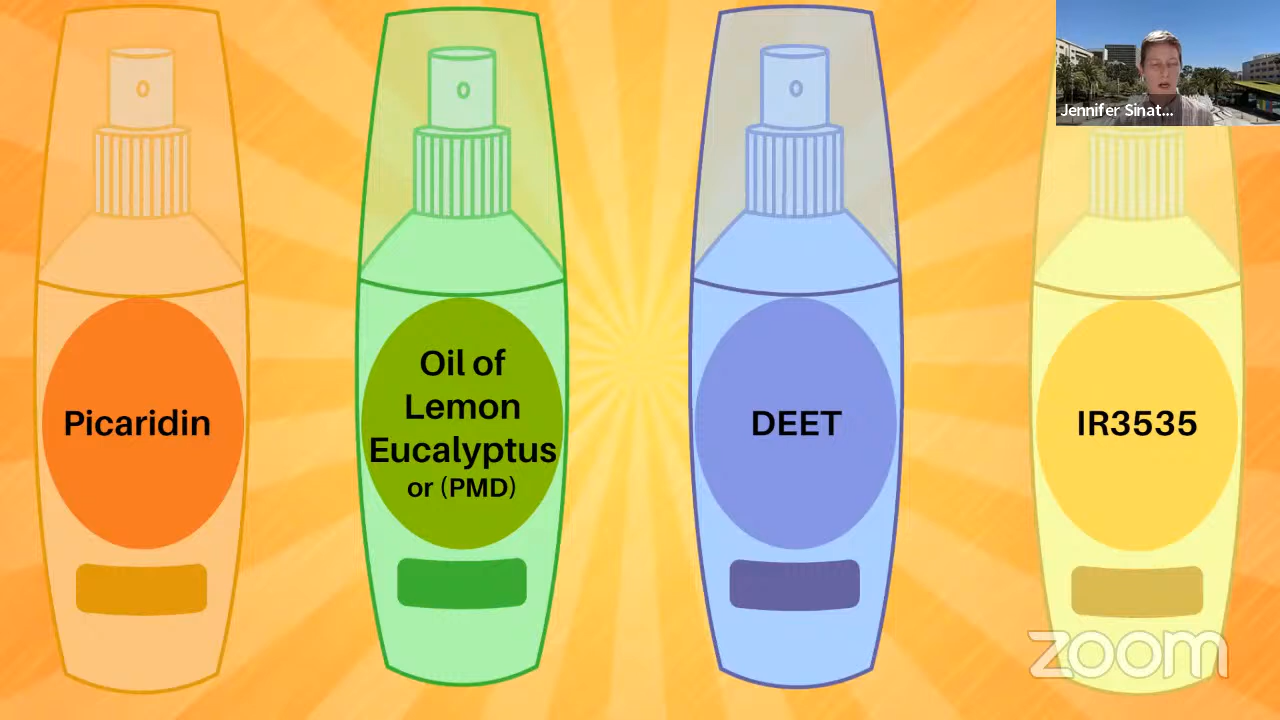 Jennifer Sinat...
Picaridin
Oil of
Lemon
Eucalyptus
or (PMD)
DEET
IR3535
zoom